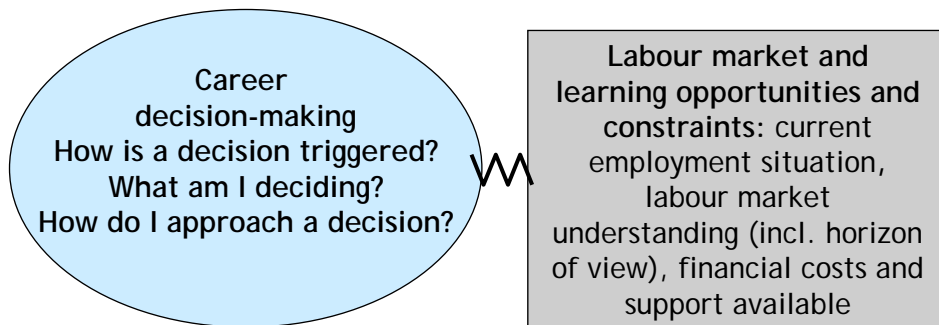 Career
decision-making
How is a decision triggered?
What am I deciding?
How do I approach a decision?
Labour market and
learning opportunities and
constraints: current
employment situation,
labour market
understanding (incl. horizon
of view), financial costs and
support available